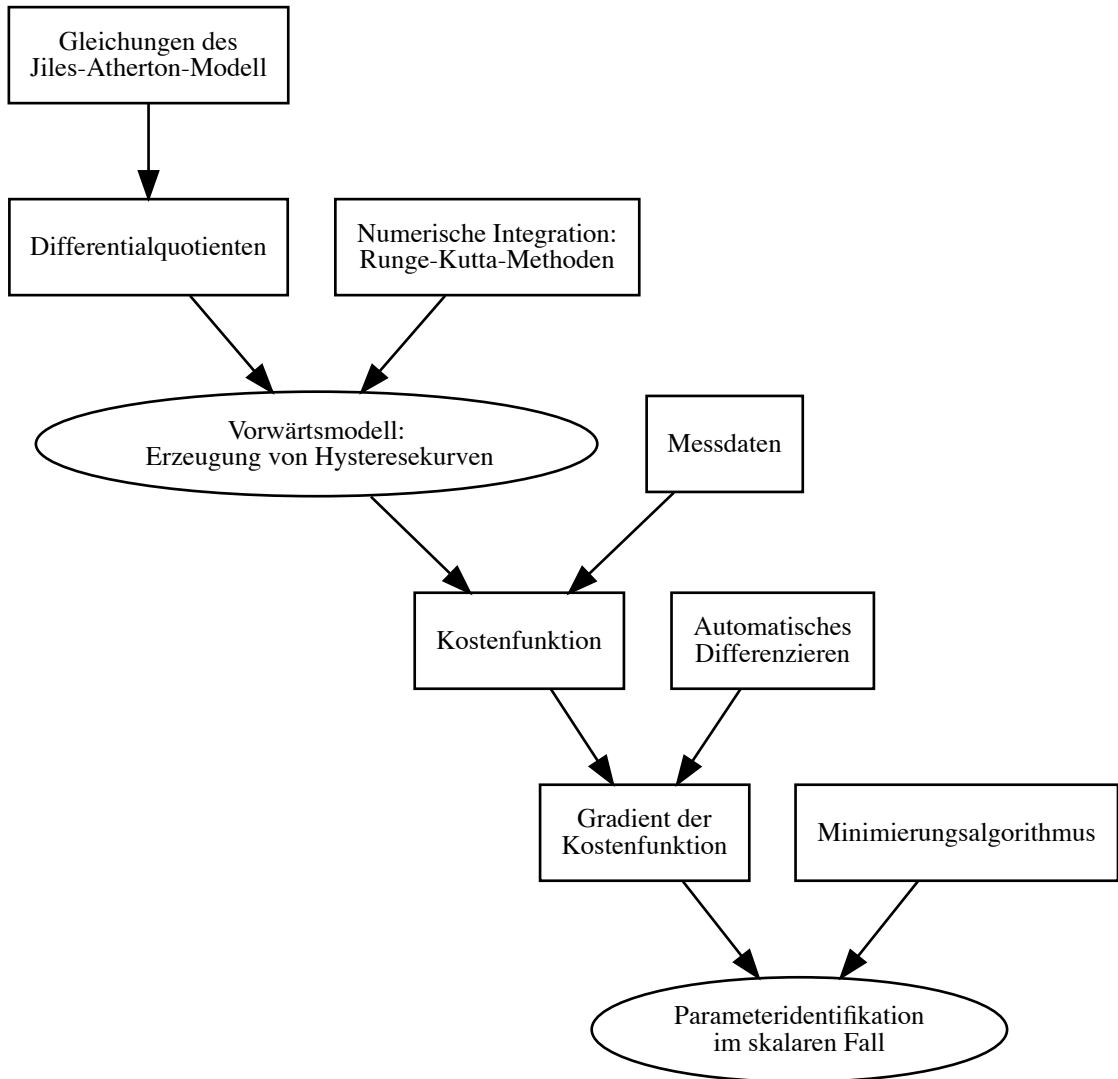 Gleichungen des
Jiles-Atherton-Modell
Differentialquotienten
Numerische Integration:
Runge-Kutta-Methoden
Vorwärtsmodell:
Erzeugung von Hysteresekurven
Messdaten
Kostenfunktion
Automatisches
Differenzieren
Gradient der
Kostenfunktion
Minimierungsalgorithmus
Parameteridentifikation
im skalaren Fall